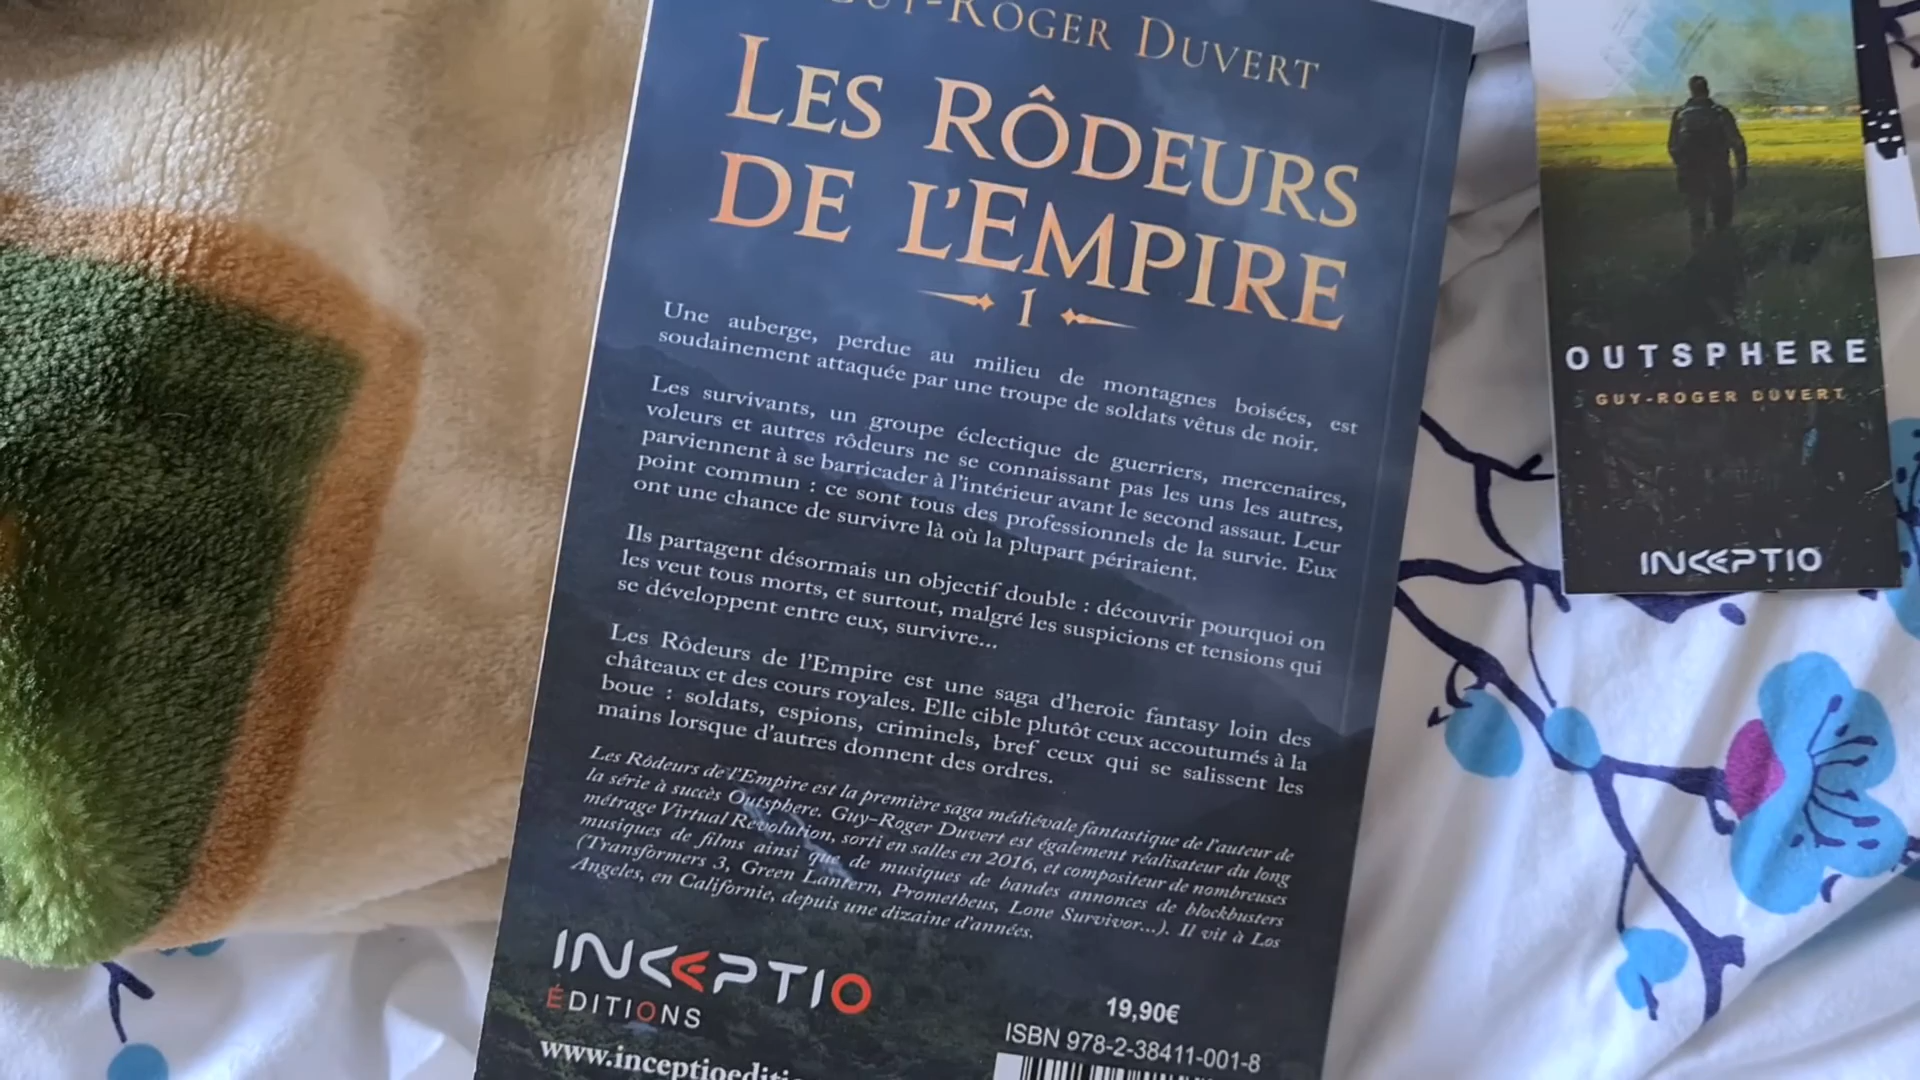 GUY-ROGER DUVERT
LES RÔDEURS
DE L'EMPIRE
1
Une auberge, perdue au milieu de montagnes boisées, est
soudainement attaquée par une troupe de soldats vêtus de noir.
Les survivants, un groupe éclectique de guerriers, mercenaires,
voleurs et autres rôdeurs ne se connaissant pas les uns les autres,
parviennent à se barricader à l'intérieur avant le second assaut. Leur
point commun : ce sont tous des professionnels de la survie. Eux
ont une chance de survivre là où la plupart périraient.
Ils partagent désormais un objectif double : découvrir pourquoi on
les veut tous morts, et surtout, malgré les suspicions et tensions qui
se développent entre eux, survivre...
Les Rôdeurs de l'Empire est une saga d'heroic fantasy loin des
châteaux et des cours royales. Elle cible plutôt ceux accoutumés à la
boue : soldats, espions, criminels, bref ceux qui se salissent les
mains lorsque d'autres donnent des ordres.
Les Rôdeurs de l'Empire est la première saga médiévale fantastique de l'auteur de
la série à succès Outsphere. Guy-Roger Duvert est également réalisateur du long
métrage Virtual Revolution, sorti en salles en 2016, et compositeur de nombreuses
musiques de films ainsi que de musiques de bandes annonces de blockbusters
(Transformers 3, Green Lantern, Prometheus, Lone Survivor...). Il vit à Los
Angeles, en Californie, depuis une dizaine d'années.
INCEPTIO
ÉDITIONS
19,90€
ISBN 978-2-38411-001-8
www.inceptioediti
OUTSPHERE
GUY-ROGER DUVERT
INCEPTIO